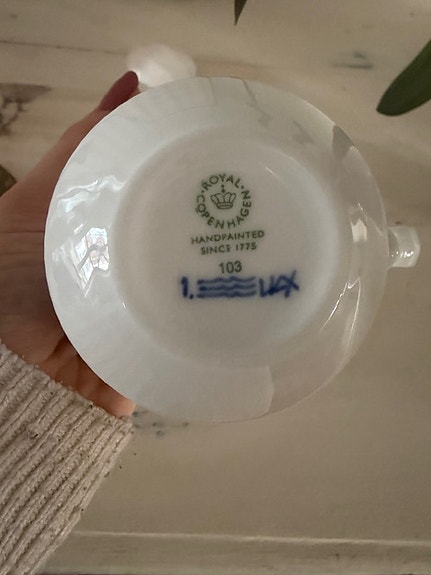 ROYAL
COPENHAGEN
HANDPAINTED
SINCE 1775
103
1.